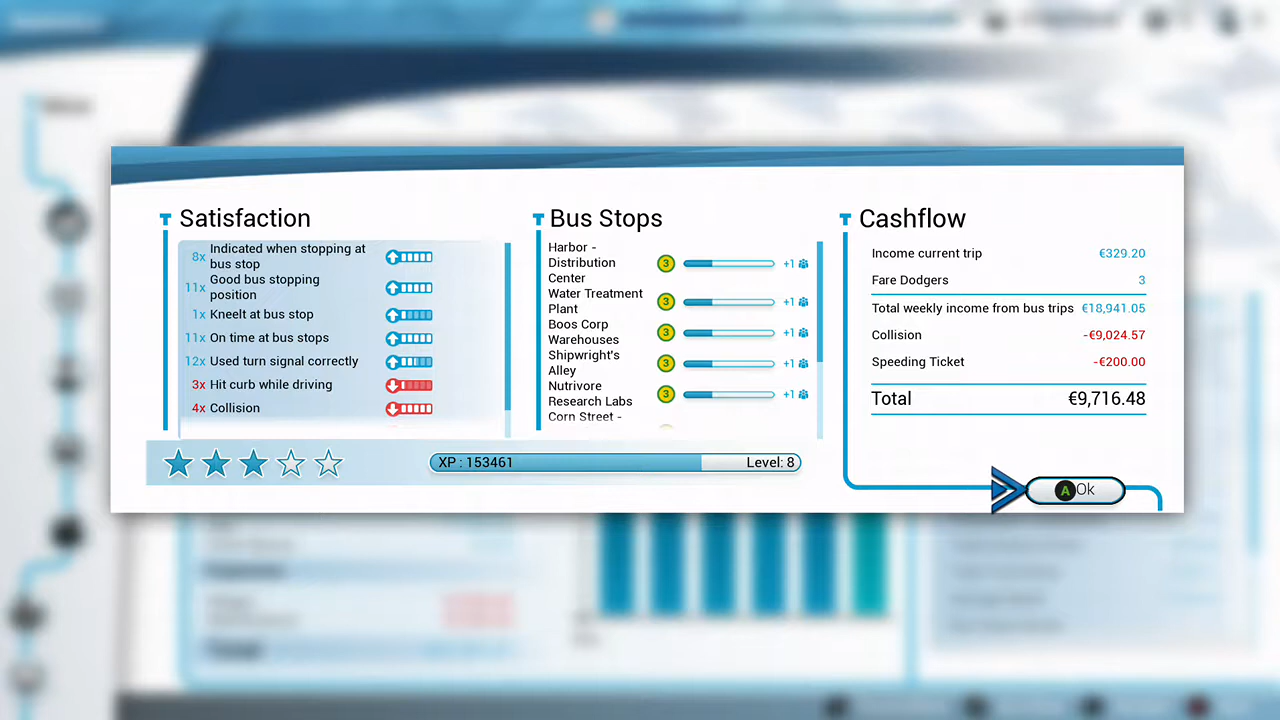 Satisfaction
8x Indicated when stopping at
bus stop
11x Good bus stopping
position
1x Kneelt at bus stop
11x On time at bus stops
12x Used turn signal correctly
3x Hit curb while driving
4x Collision
XP : 153461
Level: 8
Bus Stops
Harbor -
Distribution
Center
3 +1
Water Treatment
Plant
3 +1
Boos Corp
Warehouses
3 +1
Shipwright's
Alley
3 +1
Nutrivore
Research Labs
3 +1
Corn Street -
Cashflow
Income current trip €329.20
Fare Dodgers 3
Total weekly income from bus trips €18,941.05
Collision -€9,024.57
Speeding Ticket -€200.00
Total €9,716.48
A Ok